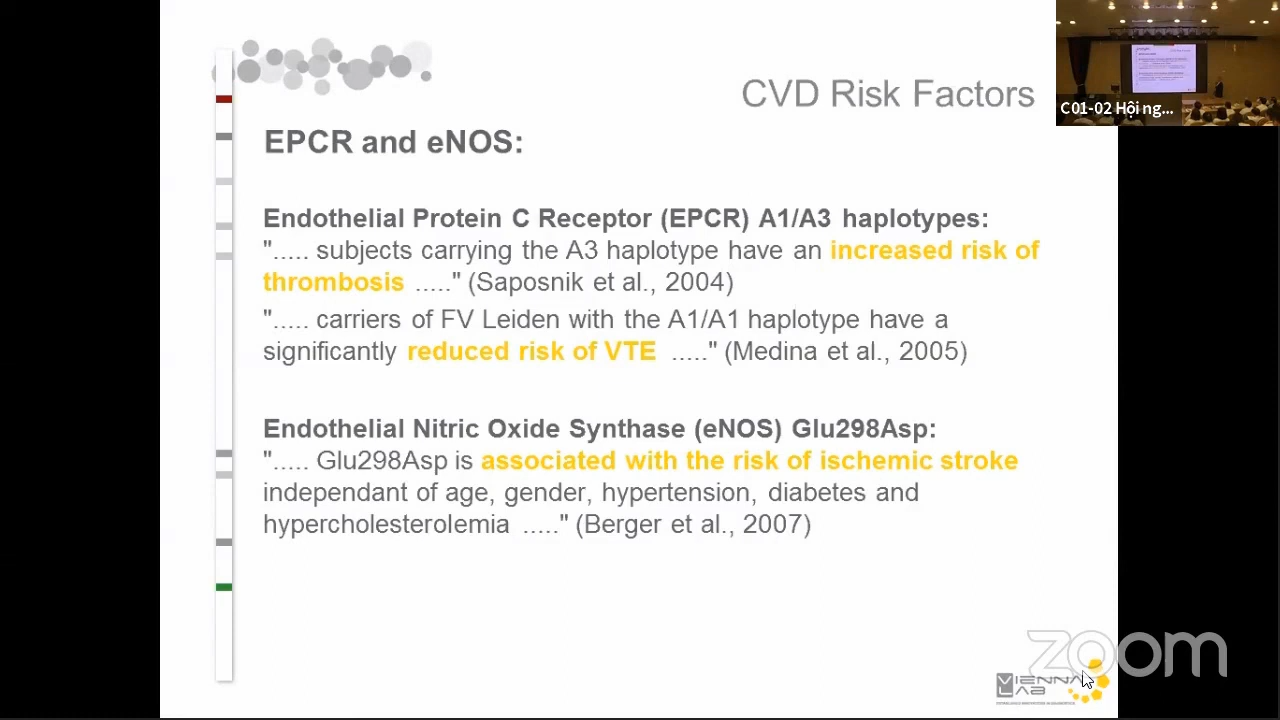 CVD Risk Factors
C01-02 Hội ng...
EPCR and eNOS:
Endothelial Protein C Receptor (EPCR) A1/A3 haplotypes:
"..... subjects carrying the A3 haplotype have an increased risk of
thrombosis ....." (Saposnik et al., 2004)
"..... carriers of FV Leiden with the A1/A1 haplotype have a
significantly reduced risk of VTE ....." (Medina et al., 2005)
Endothelial Nitric Oxide Synthase (eNOS) Glu298Asp:
"..... Glu298Asp is associated with the risk of ischemic stroke
independant of age, gender, hypertension, diabetes and
hypercholesterolemia ....." (Berger et al., 2007)
zoom
VIENNA
LAB